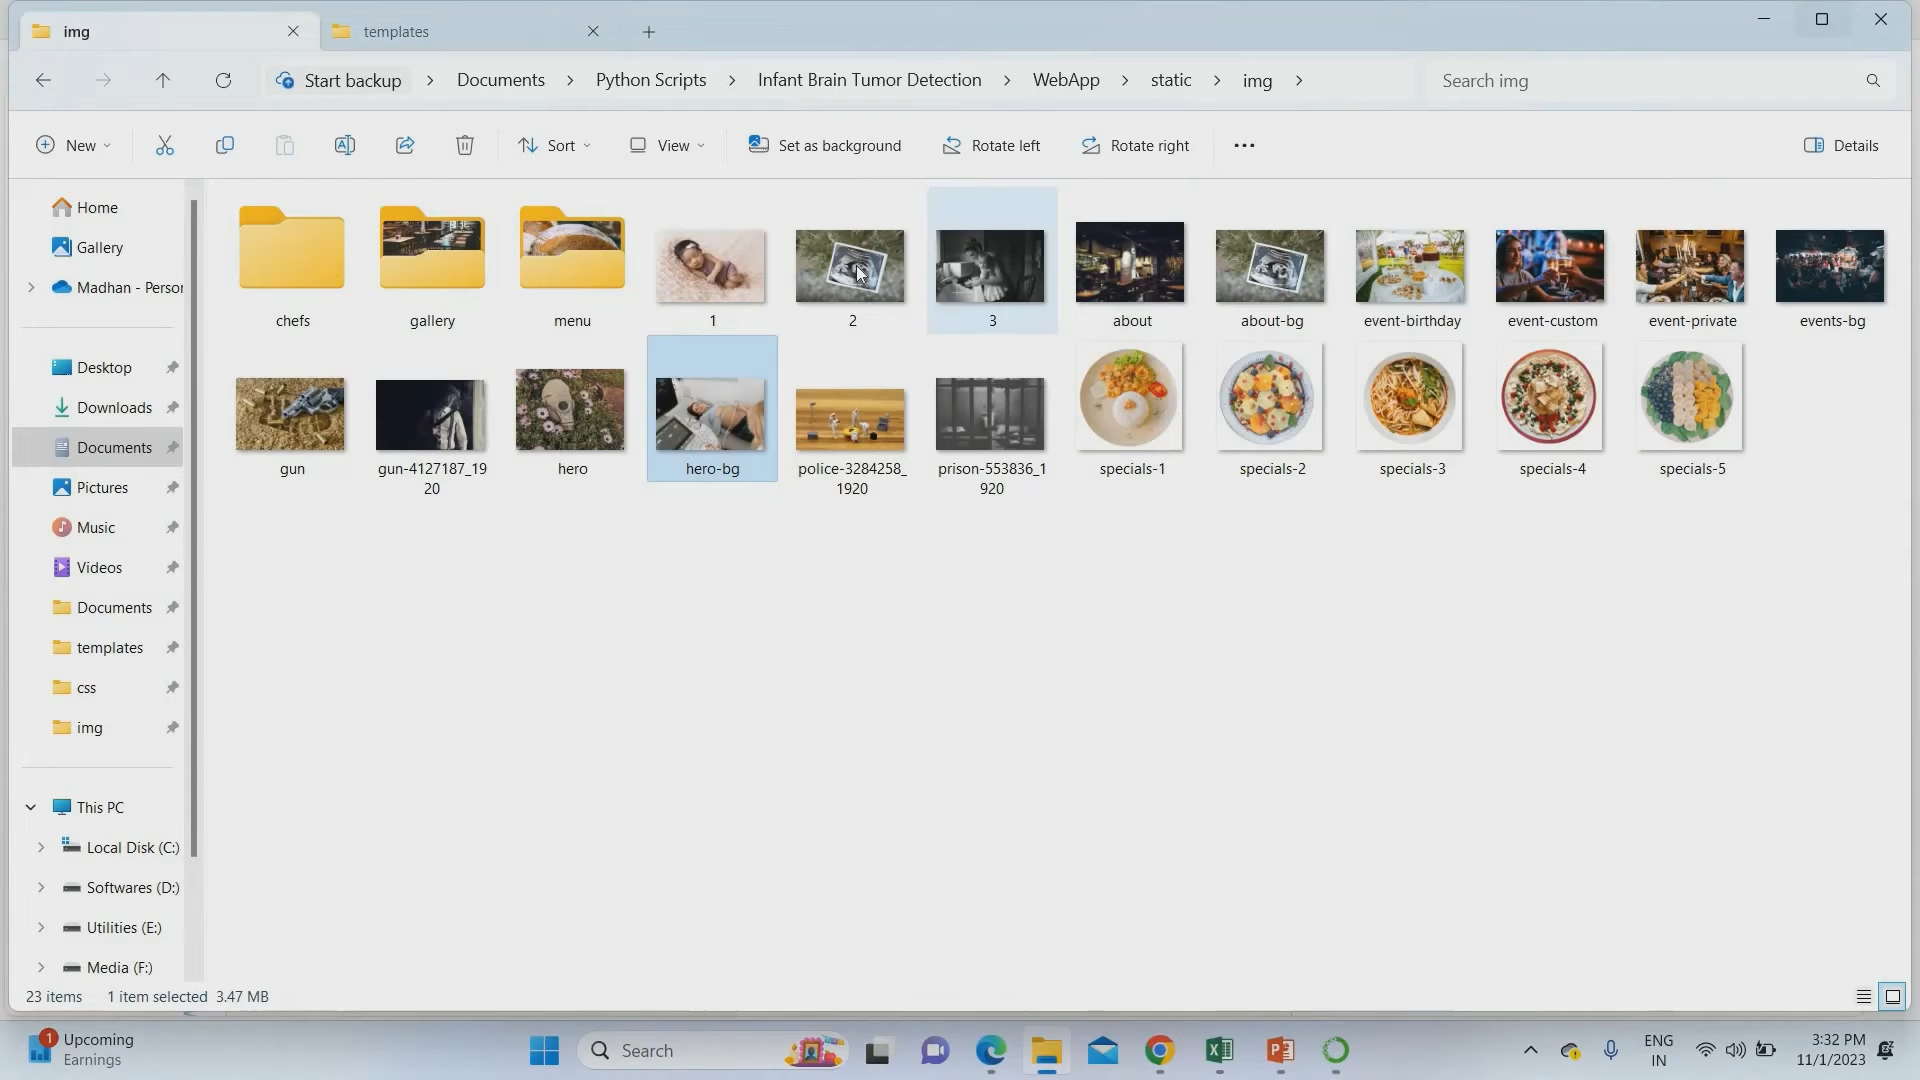 img
templates
Start backup
Documents
Python Scripts
Infant Brain Tumor Detection
WebApp
static
img
Search img
New
Sort
View
Set as background
Rotate left
Rotate right
Details
Home
Gallery
Madhan - Person
Desktop
Downloads
Documents
Pictures
Music
Videos
Documents
templates
css
img
This PC
Local Disk (C:)
Softwares (D:)
Utilities (E:)
Media (F:)
chefs
gallery
menu
1
2
3
about
about-bg
event-birthday
event-custom
event-private
events-bg
gun
gun-4127187_19
20
hero
hero-bg
police-3284258_
1920
prison-553836_1
920
specials-1
specials-2
specials-3
specials-4
specials-5
23 items
1 item selected 3.47 MB
1
Upcoming
Earnings
Search
ENG
IN
3:32 PM
11/1/2023